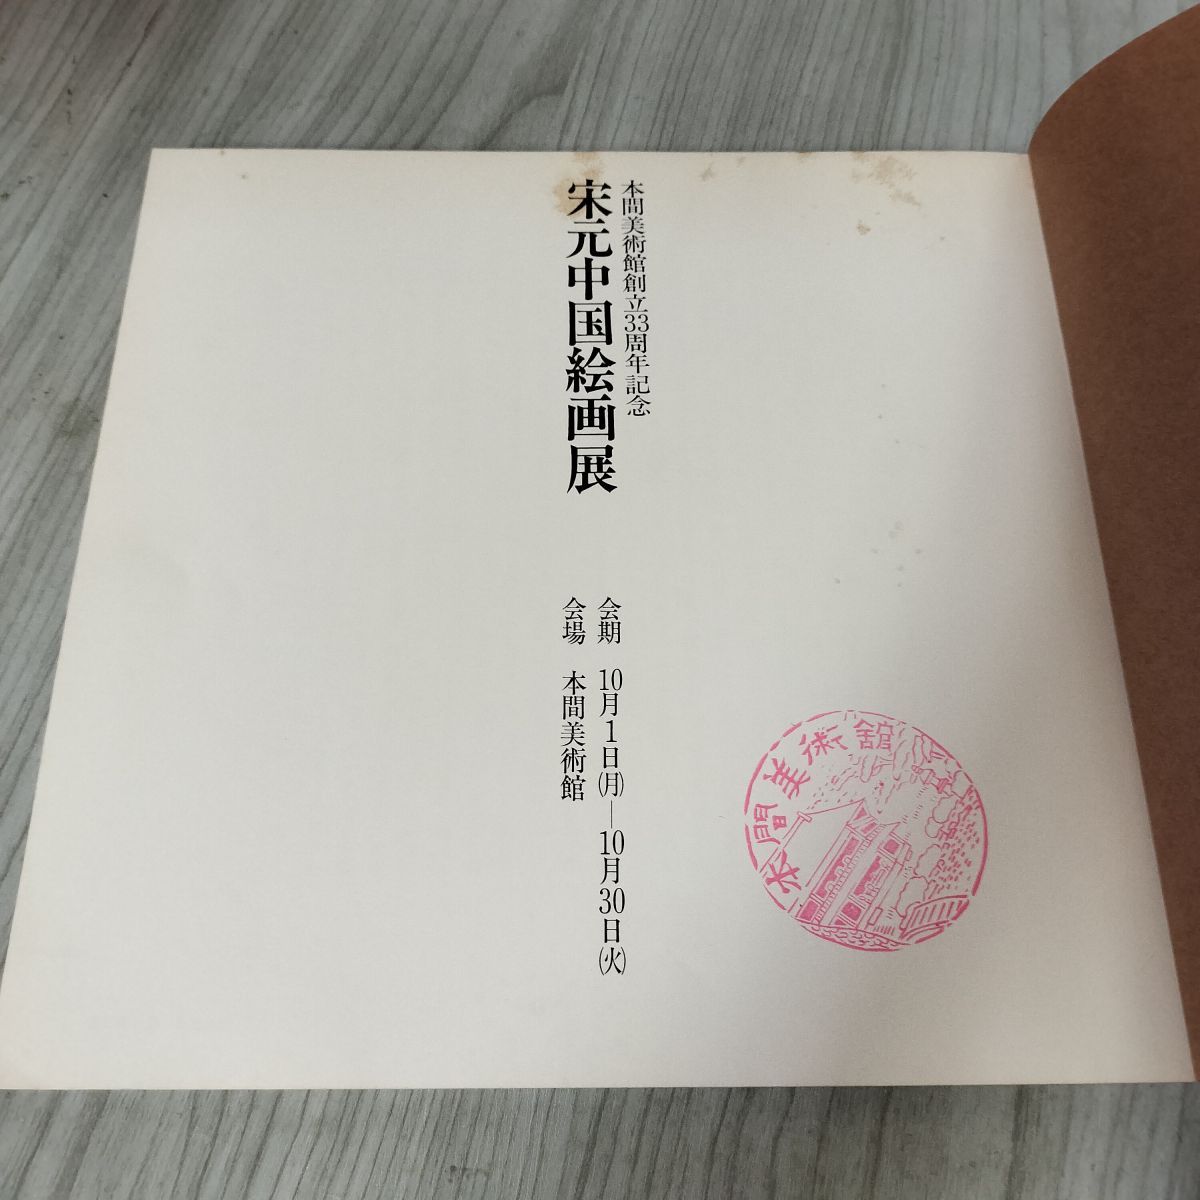 本間美術館創立33周年記念
宋元中国絵画展
会期 10月1日(月)―10月30日(火)
会場 本間美術館
本間美術館